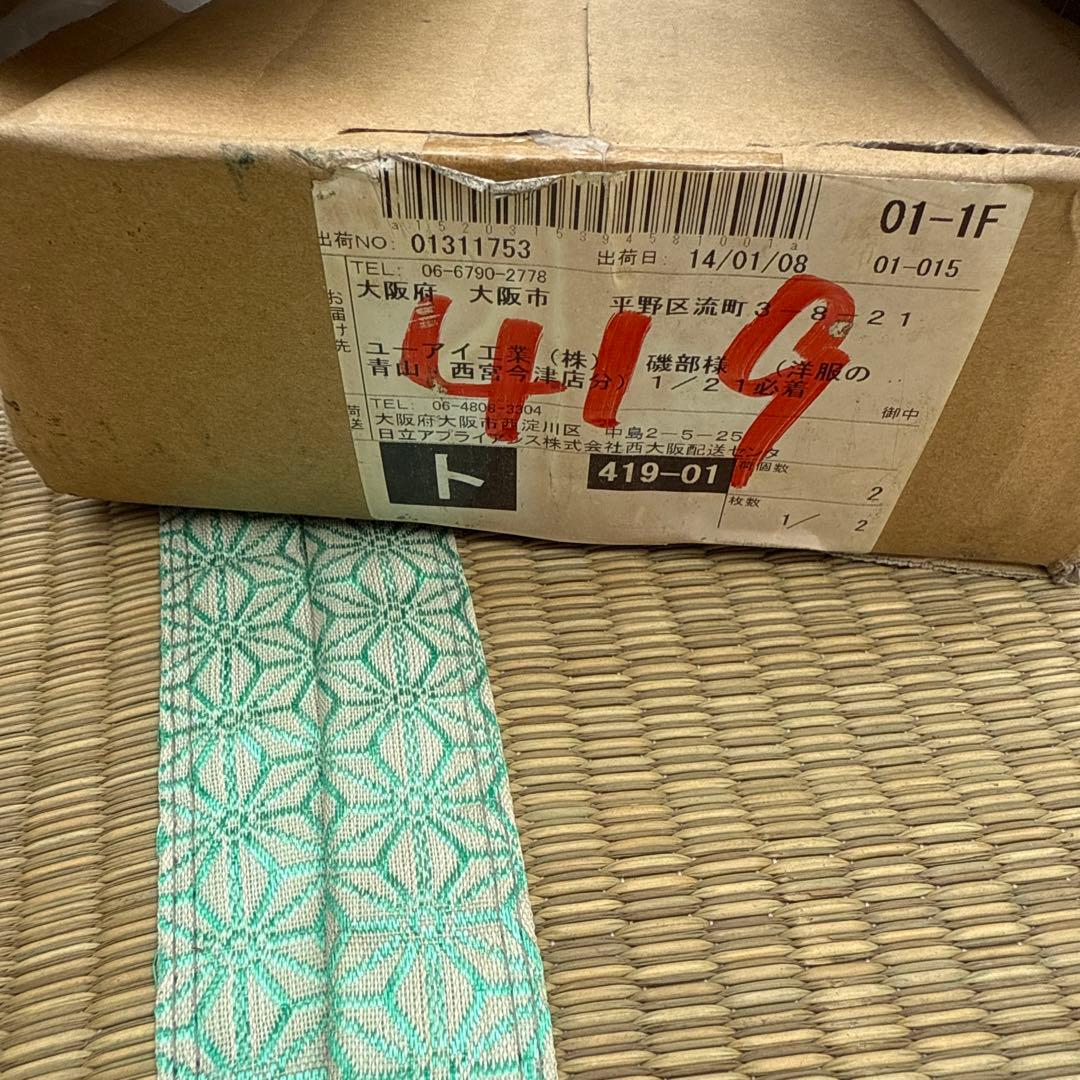 a152031539458001a
01-1F
出荷NO: 01311753 出荷日: 14/01/08 01-015
お届け先
TEL: 06-6790-2778
大阪府 大阪市 平野区流町3-8-21
ユーアイ工業(株) 磯部様 (洋服の
青山:西宮今津店分) 1/21必着
御中
419
荷送
TEL: 06-4808-3304
大阪府大阪市西淀川区 中島2-5-25
日立アプライアンス株式会社西大阪配送センタ
ト 419-01 荷個数 2
枚数 1/ 2